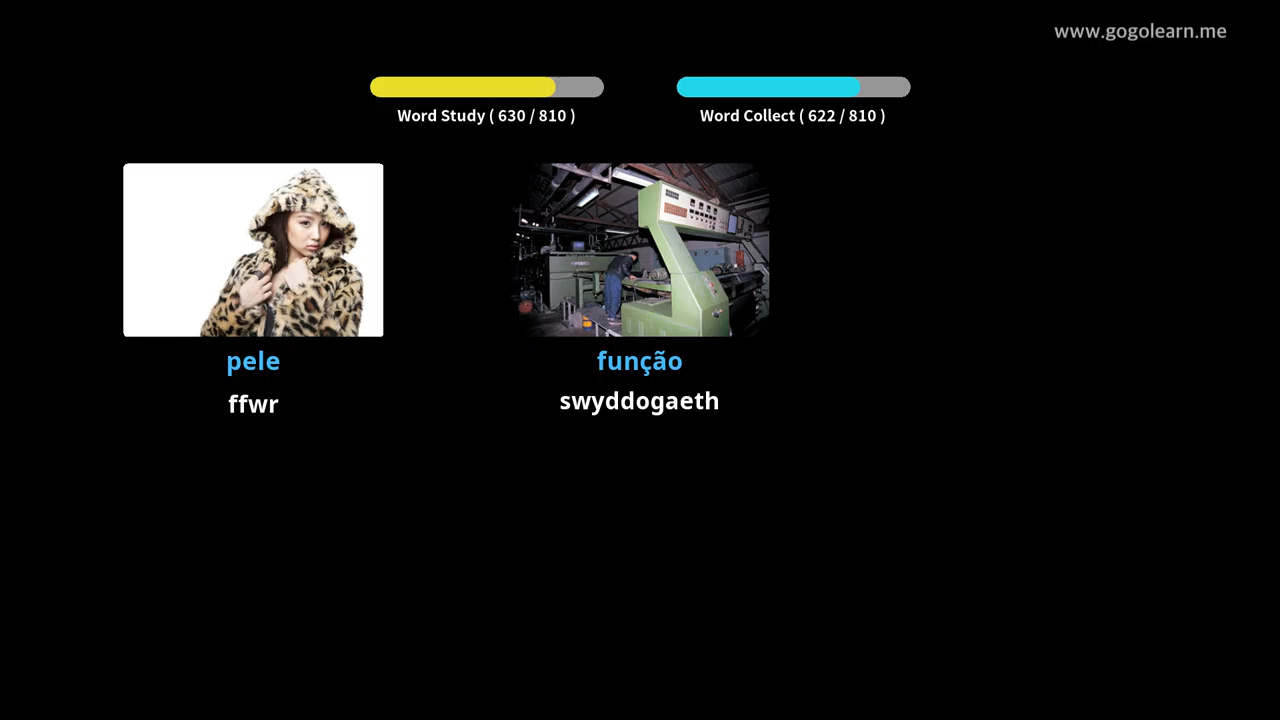 www.gogolearn.me
Word Study ( 630 / 810 )
Word Collect ( 622 / 810 )
pele
função
ffwr
swyddogaeth